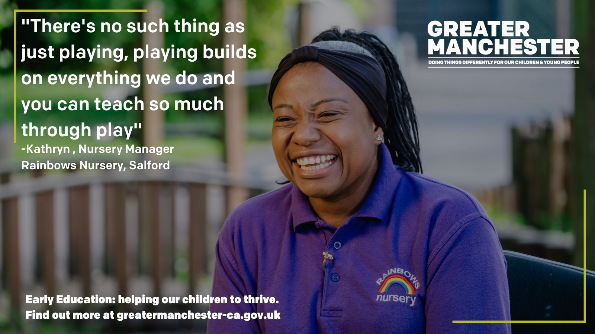 "There's no such thing as
just playing, playing builds
on everything we do and
you can teach so much
through play"
-Kathryn , Nursery Manager
Rainbows Nursery, Salford
GREATER
MANCHESTER
DOING THINGS DIFFERENTLY FOR OUR CHILDREN & YOUNG PEOPLE
RAINBOWS
nursery
Early Education: helping our children to thrive.
Find out more at greatermanchester-ca.gov.uk